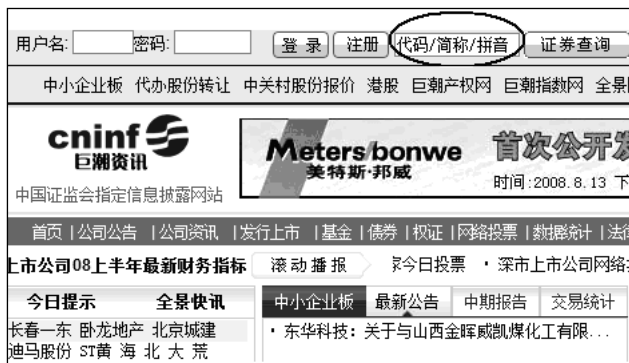 用户名: 密码: 登 录 注册 代码/简称/拼音 证券查询
中小企业板 代办股份转让 中关村股份报价 港股 巨潮产权网 巨潮指数网 全景
cninf
巨潮资讯
中国证监会指定信息披露网站
Meters/bonwe
美特斯·邦威
首次公开发
时间:2008.8.13 下
首页 | 公司公告 | 公司资讯 | 发行上市 | 基金 | 债券 | 权证 | 网络投票 | 数据统计 | 法
上市公司08上半年最新财务指标 滚动播报 今日投票 · 深市上市公司网络
今日提示 全景快讯 中小企业板 最新公告 中期报告 交易统计
长春一东 卧龙地产 北京城建
迪马股份 ST黄 海 北 大 荒
· 东华科技: 关于与山西金晖威凯煤化工有限...